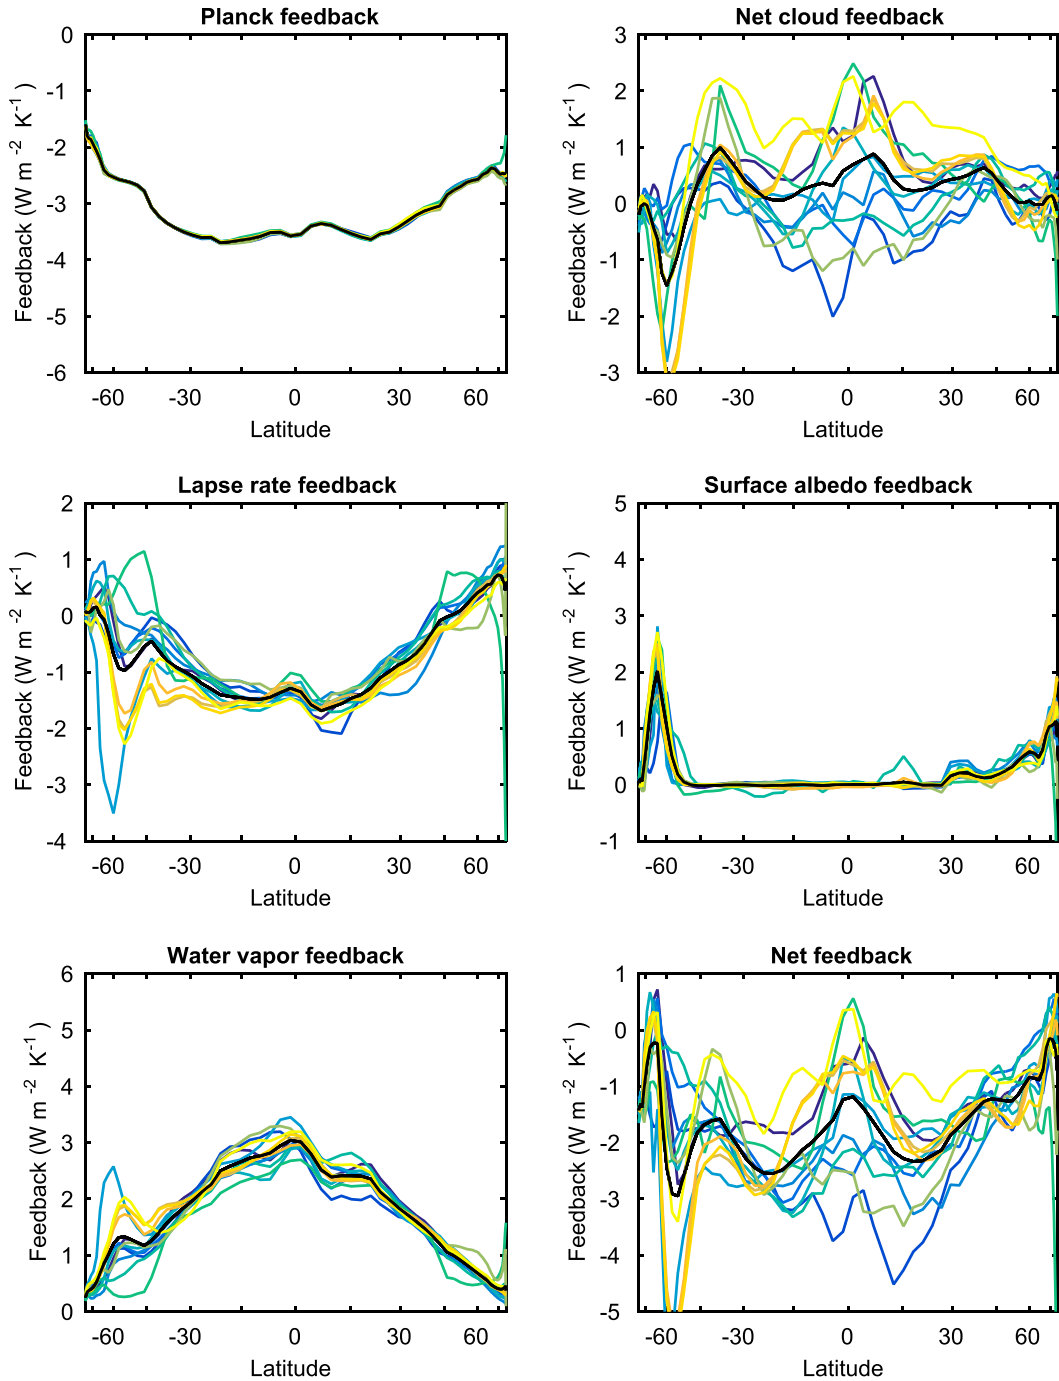 Planck feedback
0
-1
-2
-3
-4
-5
-6
Feedback (W m -2 K-1 )
-60 -30 0 30 60
Latitude
Net cloud feedback
3
2
1
0
-1
-2
-3
Feedback (W m -2 K-1 )
-60 -30 0 30 60
Latitude
Lapse rate feedback
2
1
0
-1
-2
-3
-4
Feedback (W m -2 K-1 )
-60 -30 0 30 60
Latitude
Surface albedo feedback
5
4
3
2
1
0
-1
Feedback (W m -2 K-1 )
-60 -30 0 30 60
Latitude
Water vapor feedback
6
5
4
3
2
1
0
Feedback (W m -2 K-1 )
-60 -30 0 30 60
Latitude
Net feedback
1
0
-1
-2
-3
-4
-5
Feedback (W m -2 K-1 )
-60 -30 0 30 60
Latitude